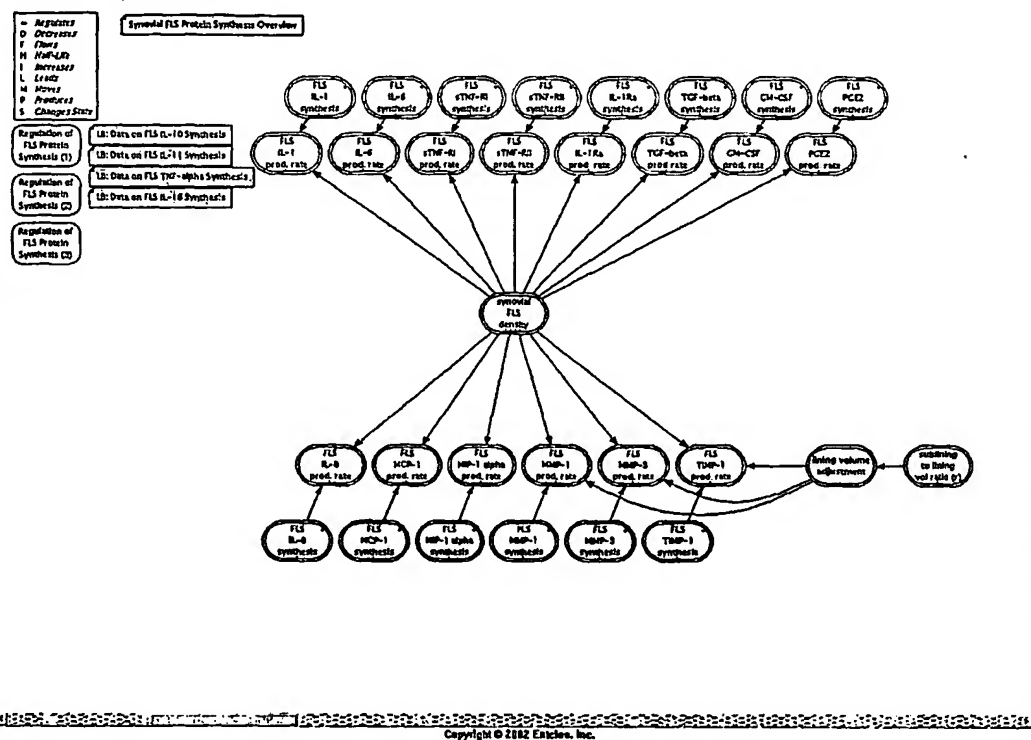 = Regulates
D Decreases
F Flows
H Half-Life
I Increases
L Leads
M Moves
P Produces
S Changes State
Synovial FLS Protein Synthesis Overview
Regulation of
FLS Protein
Synthesis (1)
Regulation of
FLS Protein
Synthesis (2)
Regulation of
FLS Protein
Synthesis (3)
LB: Data on FLS IL-10 Synthesis
LB: Data on FLS IL-11 Synthesis
LB: Data on FLS TNF-alpha Synthesis
LB: Data on FLS IL-18 Synthesis
FLS
IL-1
synthesis
FLS
IL-6
synthesis
FLS
sTNF-RI
synthesis
FLS
sTNF-RII
synthesis
FLS
IL-1Ra
synthesis
FLS
TGF-beta
synthesis
FLS
GM-CSF
synthesis
FLS
PGE2
synthesis
FLS
IL-1
prod. rate
FLS
IL-6
prod. rate
FLS
sTNF-RI
prod. rate
FLS
sTNF-RII
prod. rate
FLS
IL-1Ra
prod. rate
FLS
TGF-beta
prod. rate
FLS
GM-CSF
prod. rate
FLS
PGE2
prod. rate
synovial
FLS
density
FLS
IL-8
prod. rate
FLS
MCP-1
prod. rate
FLS
MIP-1 alpha
prod. rate
FLS
MMP-1
prod. rate
FLS
MMP-3
prod. rate
FLS
TIMP-1
prod. rate
lining volume
adjustment
sublining
to lining
vol ratio (r)
FLS
IL-8
synthesis
FLS
MCP-1
synthesis
FLS
MIP-1 alpha
synthesis
FLS
MMP-1
synthesis
FLS
MMP-3
synthesis
FLS
TIMP-1
synthesis
Copyright © 2002 Entelos, Inc.